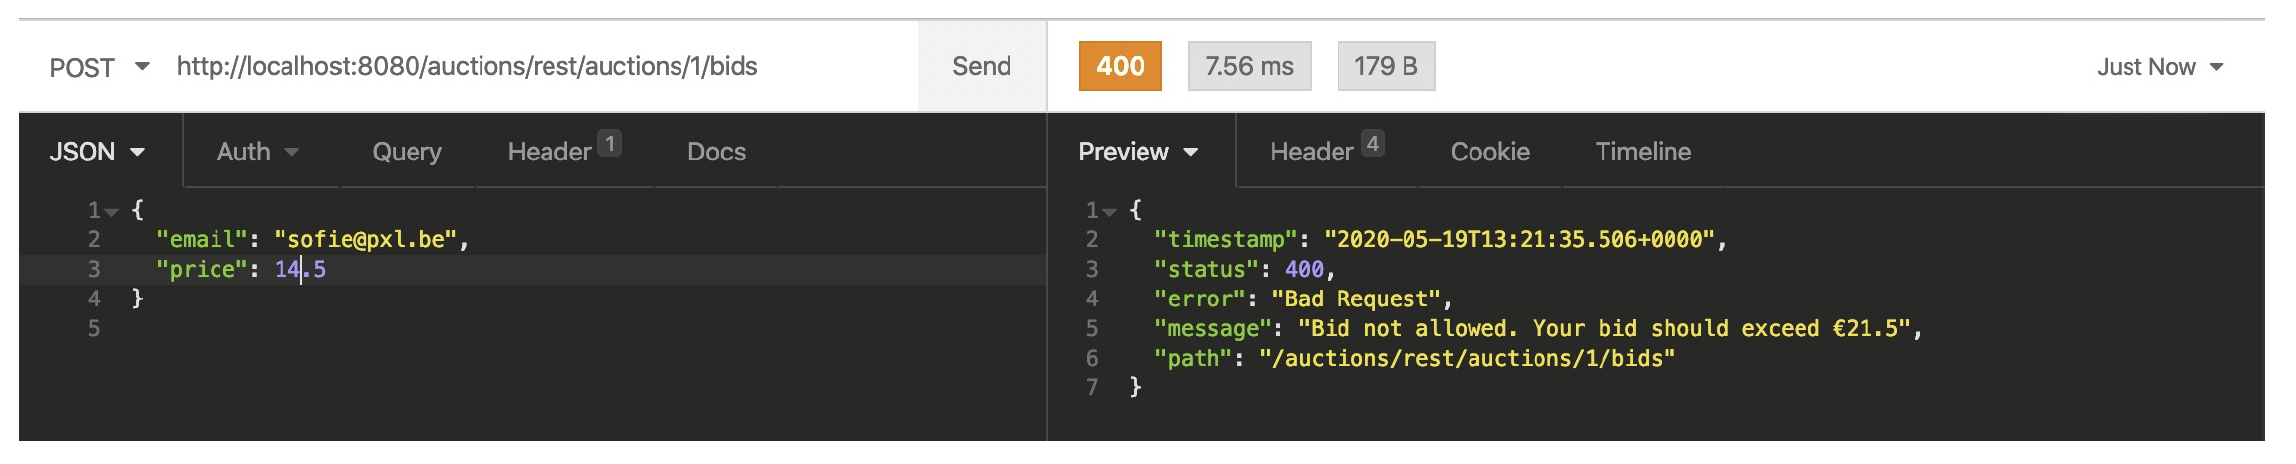 POST http://localhost:8080/auctions/rest/auctions/1/bids Send 400 7.56 ms 179 B Just Now
JSON Auth Query Header 1 Docs
1 {
2 "email": "sofie@pxl.be",
3 "price": 14.5
4 }
5
Preview Header 4 Cookie Timeline
1 {
2 "timestamp": "2020-05-19T13:21:35.506+0000",
3 "status": 400,
4 "error": "Bad Request",
5 "message": "Bid not allowed. Your bid should exceed €21.5",
6 "path": "/auctions/rest/auctions/1/bids"
7 }